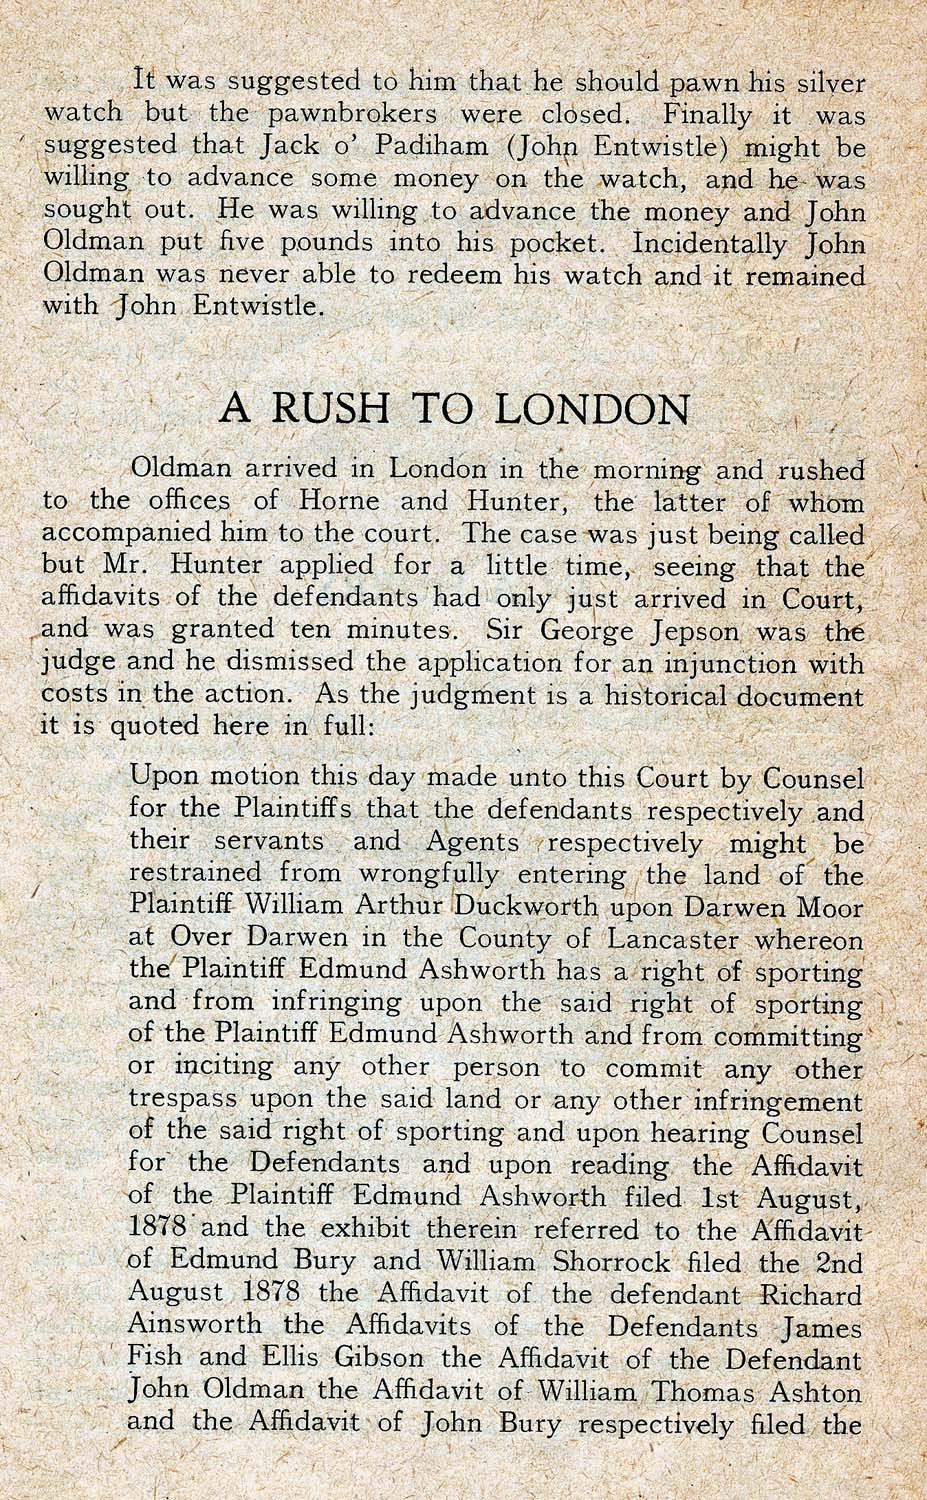 It was suggested to him that he should pawn his silver
watch but the pawnbrokers were closed. Finally it was
suggested that Jack o' Padiham (John Entwistle) might be
willing to advance some money on the watch, and he was
sought out. He was willing to advance the money and John
Oldman put five pounds into his pocket. Incidentally John
Oldman was never able to redeem his watch and it remained
with John Entwistle.
A RUSH TO LONDON
Oldman arrived in London in the morning and rushed
to the offices of Horne and Hunter, the latter of whom
accompanied him to the court. The case was just being called
but Mr. Hunter applied for a little time, seeing that the
affidavits of the defendants had only just arrived in Court,
and was granted ten minutes. Sir George Jepson was the
judge and he dismissed the application for an injunction with
costs in the action. As the judgment is a historical document
it is quoted here in full:
Upon motion this day made unto this Court by Counsel
for the Plaintiffs that the defendants respectively and
their servants and Agents respectively might be
restrained from wrongfully entering the land of the
Plaintiff William Arthur Duckworth upon Darwen Moor
at Over Darwen in the County of Lancaster whereon
the Plaintiff Edmund Ashworth has a right of sporting
and from infringing upon the said right of sporting
of the Plaintiff Edmund Ashworth and from committing
or inciting any other person to commit any other
trespass upon the said land or any other infringement
of the said right of sporting and upon hearing Counsel
for the Defendants and upon reading the Affidavit
of the Plaintiff Edmund Ashworth filed 1st August,
1878 and the exhibit therein referred to the Affidavit
of Edmund Bury and William Shorrock filed the 2nd
August 1878 the Affidavit of the defendant Richard
Ainsworth the Affidavits of the Defendants James
Fish and Ellis Gibson the Affidavit of the Defendant
John Oldman the Affidavit of William Thomas Ashton
and the Affidavit of John Bury respectively filed the